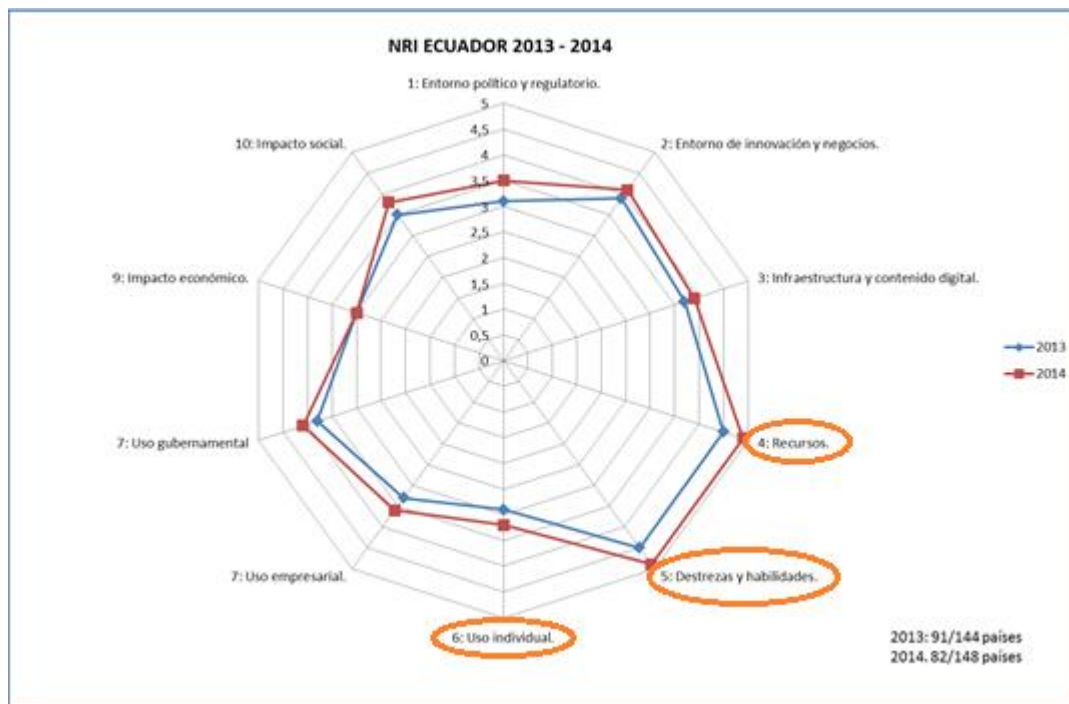 NRI ECUADOR 2013 - 2014
1: Entorno político y regulatorio.
2: Entorno de innovación y negocios.
3: Infraestructura y contenido digital.
4: Recursos.
5: Destrezas y habilidades.
6: Uso individual.
7: Uso empresarial.
7: Uso gubernamental
9: Impacto económico.
10: Impacto social.
5
4,5
4
3,5
3
2,5
2
1,5
1
0,5
0
2013
2014
2013: 91/144 países
2014. 82/148 países